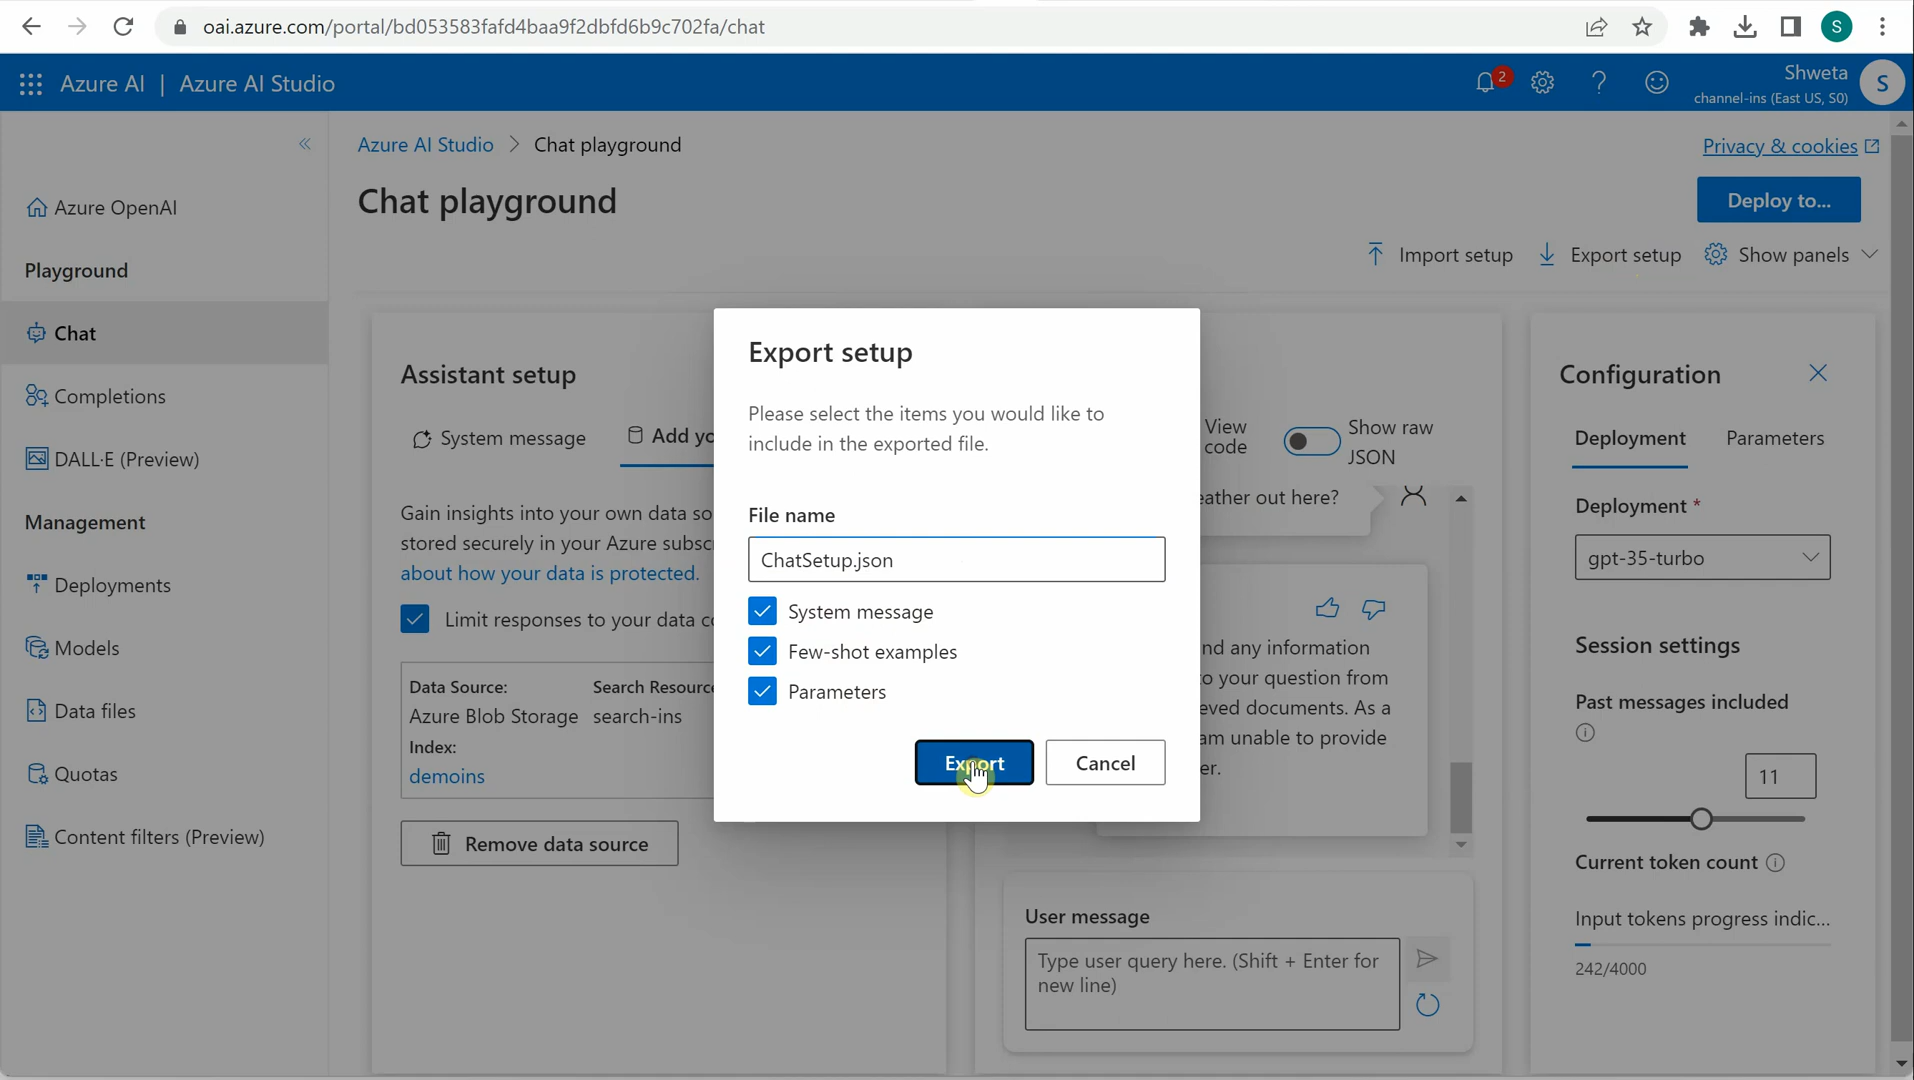 oai.azure.com/portal/bd053583fafd4baa9f2dbfd6b9c702fa/chat
S
Azure AI | Azure AI Studio
2
Shweta
channel-ins (East US, S0)
S
Azure OpenAI
Playground
Chat
Completions
DALL·E (Preview)
Management
Deployments
Models
Data files
Quotas
Content filters (Preview)
Azure AI Studio > Chat playground
Privacy & cookies
Chat playground
Deploy to...
Import setup
Export setup
Show panels
Assistant setup
System message
Add yo
Gain insights into your own data so
stored securely in your Azure subsc
about how your data is protected.
Limit responses to your data co
Data Source:
Azure Blob Storage
Search Resource
search-ins
Index:
demoins
Remove data source
Export setup
Please select the items you would like to
include in the exported file.
File name
ChatSetup.json
System message
Few-shot examples
Parameters
Export
Cancel
View
code
Show raw
JSON
eather out here?
nd any information
o your question from
eved documents. As a
am unable to provide
er.
User message
Type user query here. (Shift + Enter for
new line)
Configuration
Deployment
Parameters
Deployment *
gpt-35-turbo
Session settings
Past messages included
11
Current token count
Input tokens progress indic...
242/4000